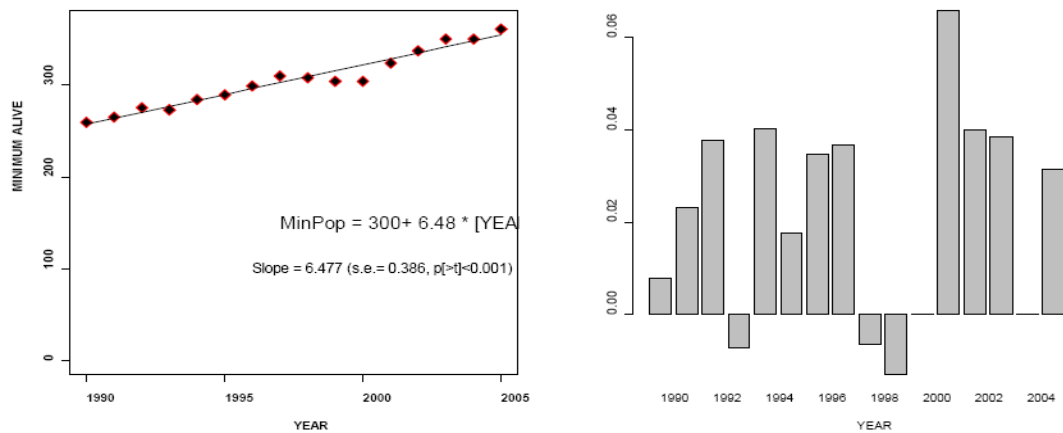 MINIMUM ALIVE
300
200
100
0
MinPop = 300+ 6.48 * [YEA
Slope = 6.477 (s.e.= 0.386, p[>t]<0.001)
1990 1995 2000 2005
YEAR
0.06
0.04
0.02
0.00
1990 1992 1994 1996 1998 2000 2002 2004
YEAR